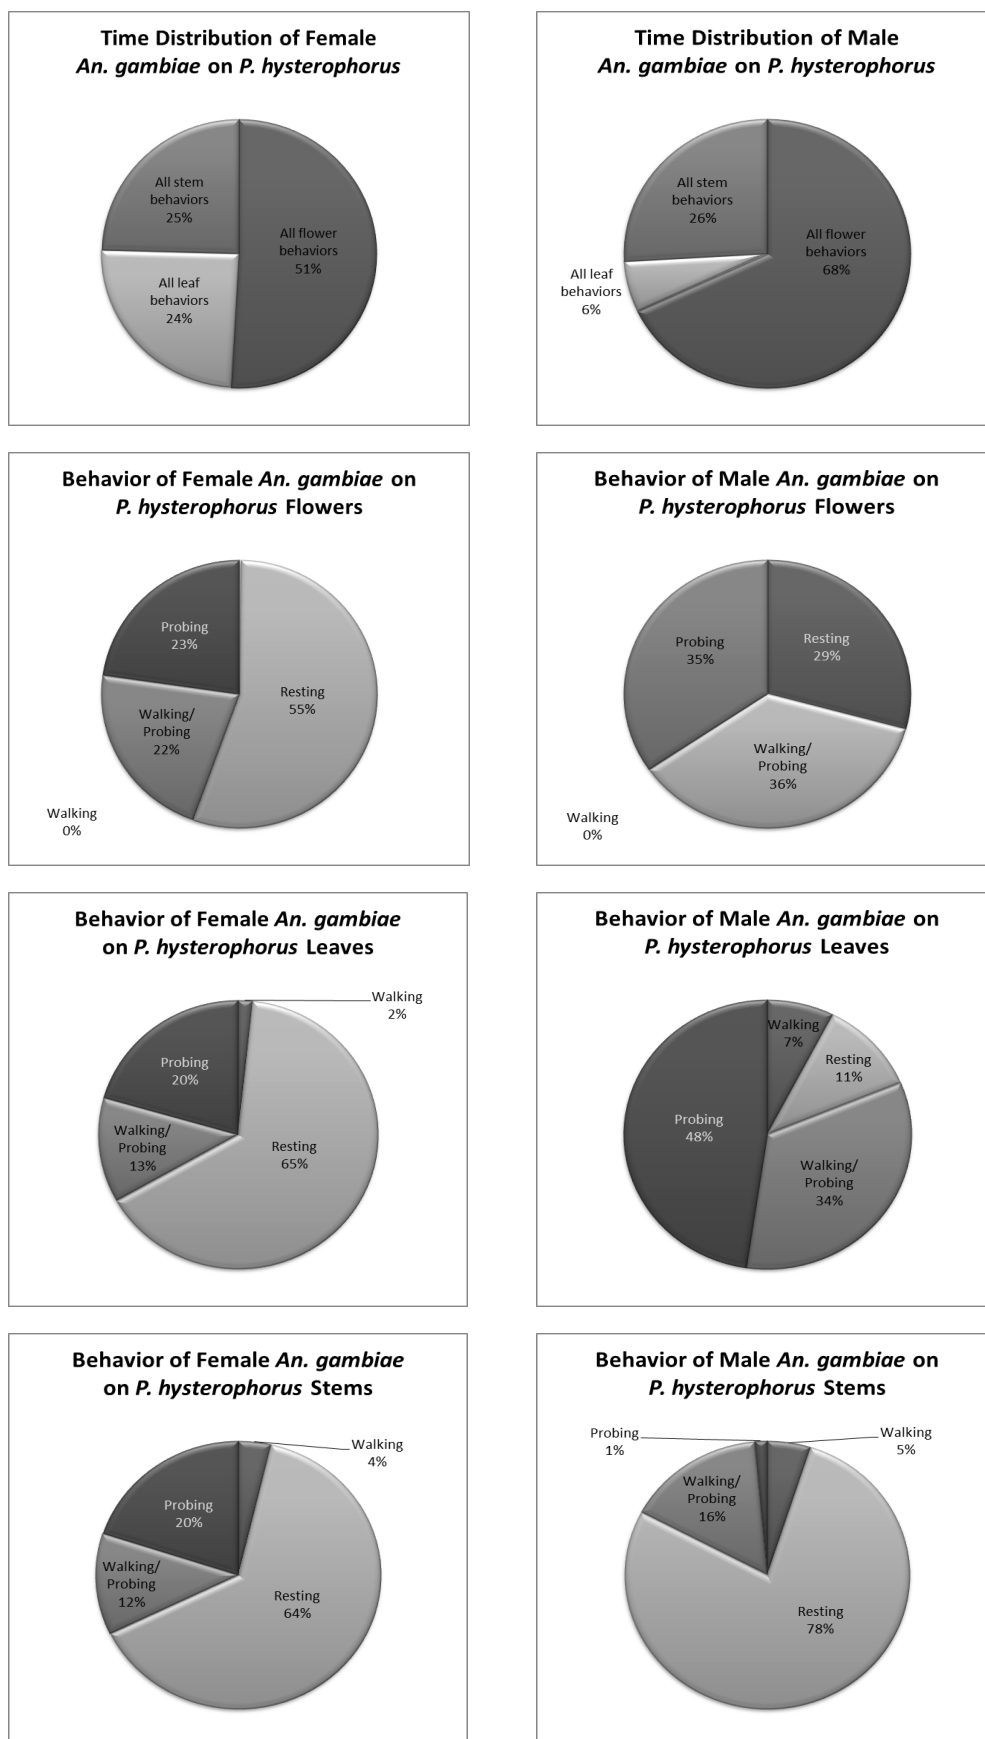 Time Distribution of Female
An. gambiae on P. hysterophorus
All stem
behaviors
25%
All flower
behaviors
51%
All leaf
behaviors
24%
Time Distribution of Male
An. gambiae on P. hysterophorus
All stem
behaviors
26%
All flower
behaviors
68%
All leaf
behaviors
6%
Behavior of Female An. gambiae on
P. hysterophorus Flowers
Probing
23%
Resting
55%
Walking/
Probing
22%
Walking
0%
Behavior of Male An. gambiae on
P. hysterophorus Flowers
Probing
35%
Resting
29%
Walking/
Probing
36%
Walking
0%
Behavior of Female An. gambiae
on P. hysterophorus Leaves
Walking
2%
Probing
20%
Walking/
Probing
13%
Resting
65%
Behavior of Male An. gambiae on
P. hysterophorus Leaves
Walking
7%
Resting
11%
Probing
48%
Walking/
Probing
34%
Behavior of Female An. gambiae
on P. hysterophorus Stems
Walking
4%
Probing
20%
Walking/
Probing
12%
Resting
64%
Behavior of Male An. gambiae on
P. hysterophorus Stems
Probing
1%
Walking
5%
Walking/
Probing
16%
Resting
78%